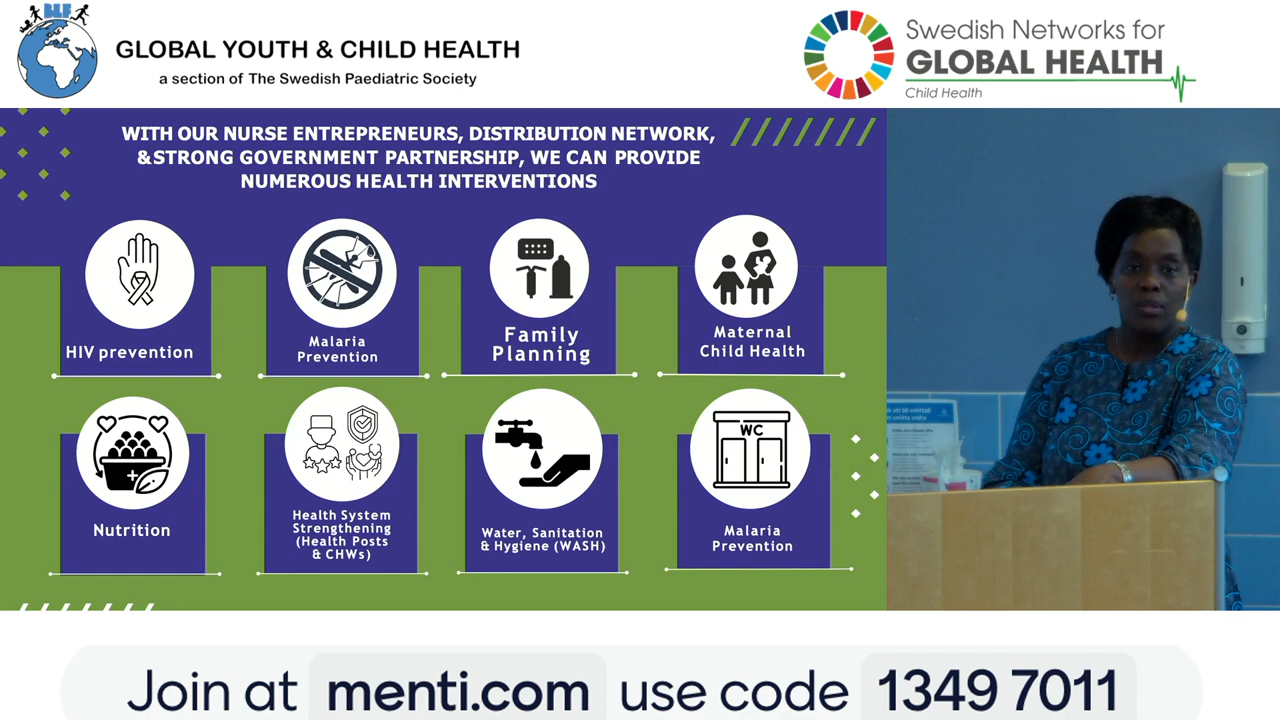 BLF
GLOBAL YOUTH & CHILD HEALTH
a section of The Swedish Paediatric Society
Swedish Networks for
GLOBAL HEALTH
Child Health
WITH OUR NURSE ENTREPRENEURS, DISTRIBUTION NETWORK,
& STRONG GOVERNMENT PARTNERSHIP, WE CAN PROVIDE
NUMEROUS HEALTH INTERVENTIONS
HIV prevention
Malaria
Prevention
Family
Planning
Maternal
Child Health
Nutrition
Health System
Strengthening
(Health Posts
& CHWs)
Water, Sanitation
& Hygiene (WASH)
WC
Malaria
Prevention
Join at menti.com use code 1349 7011